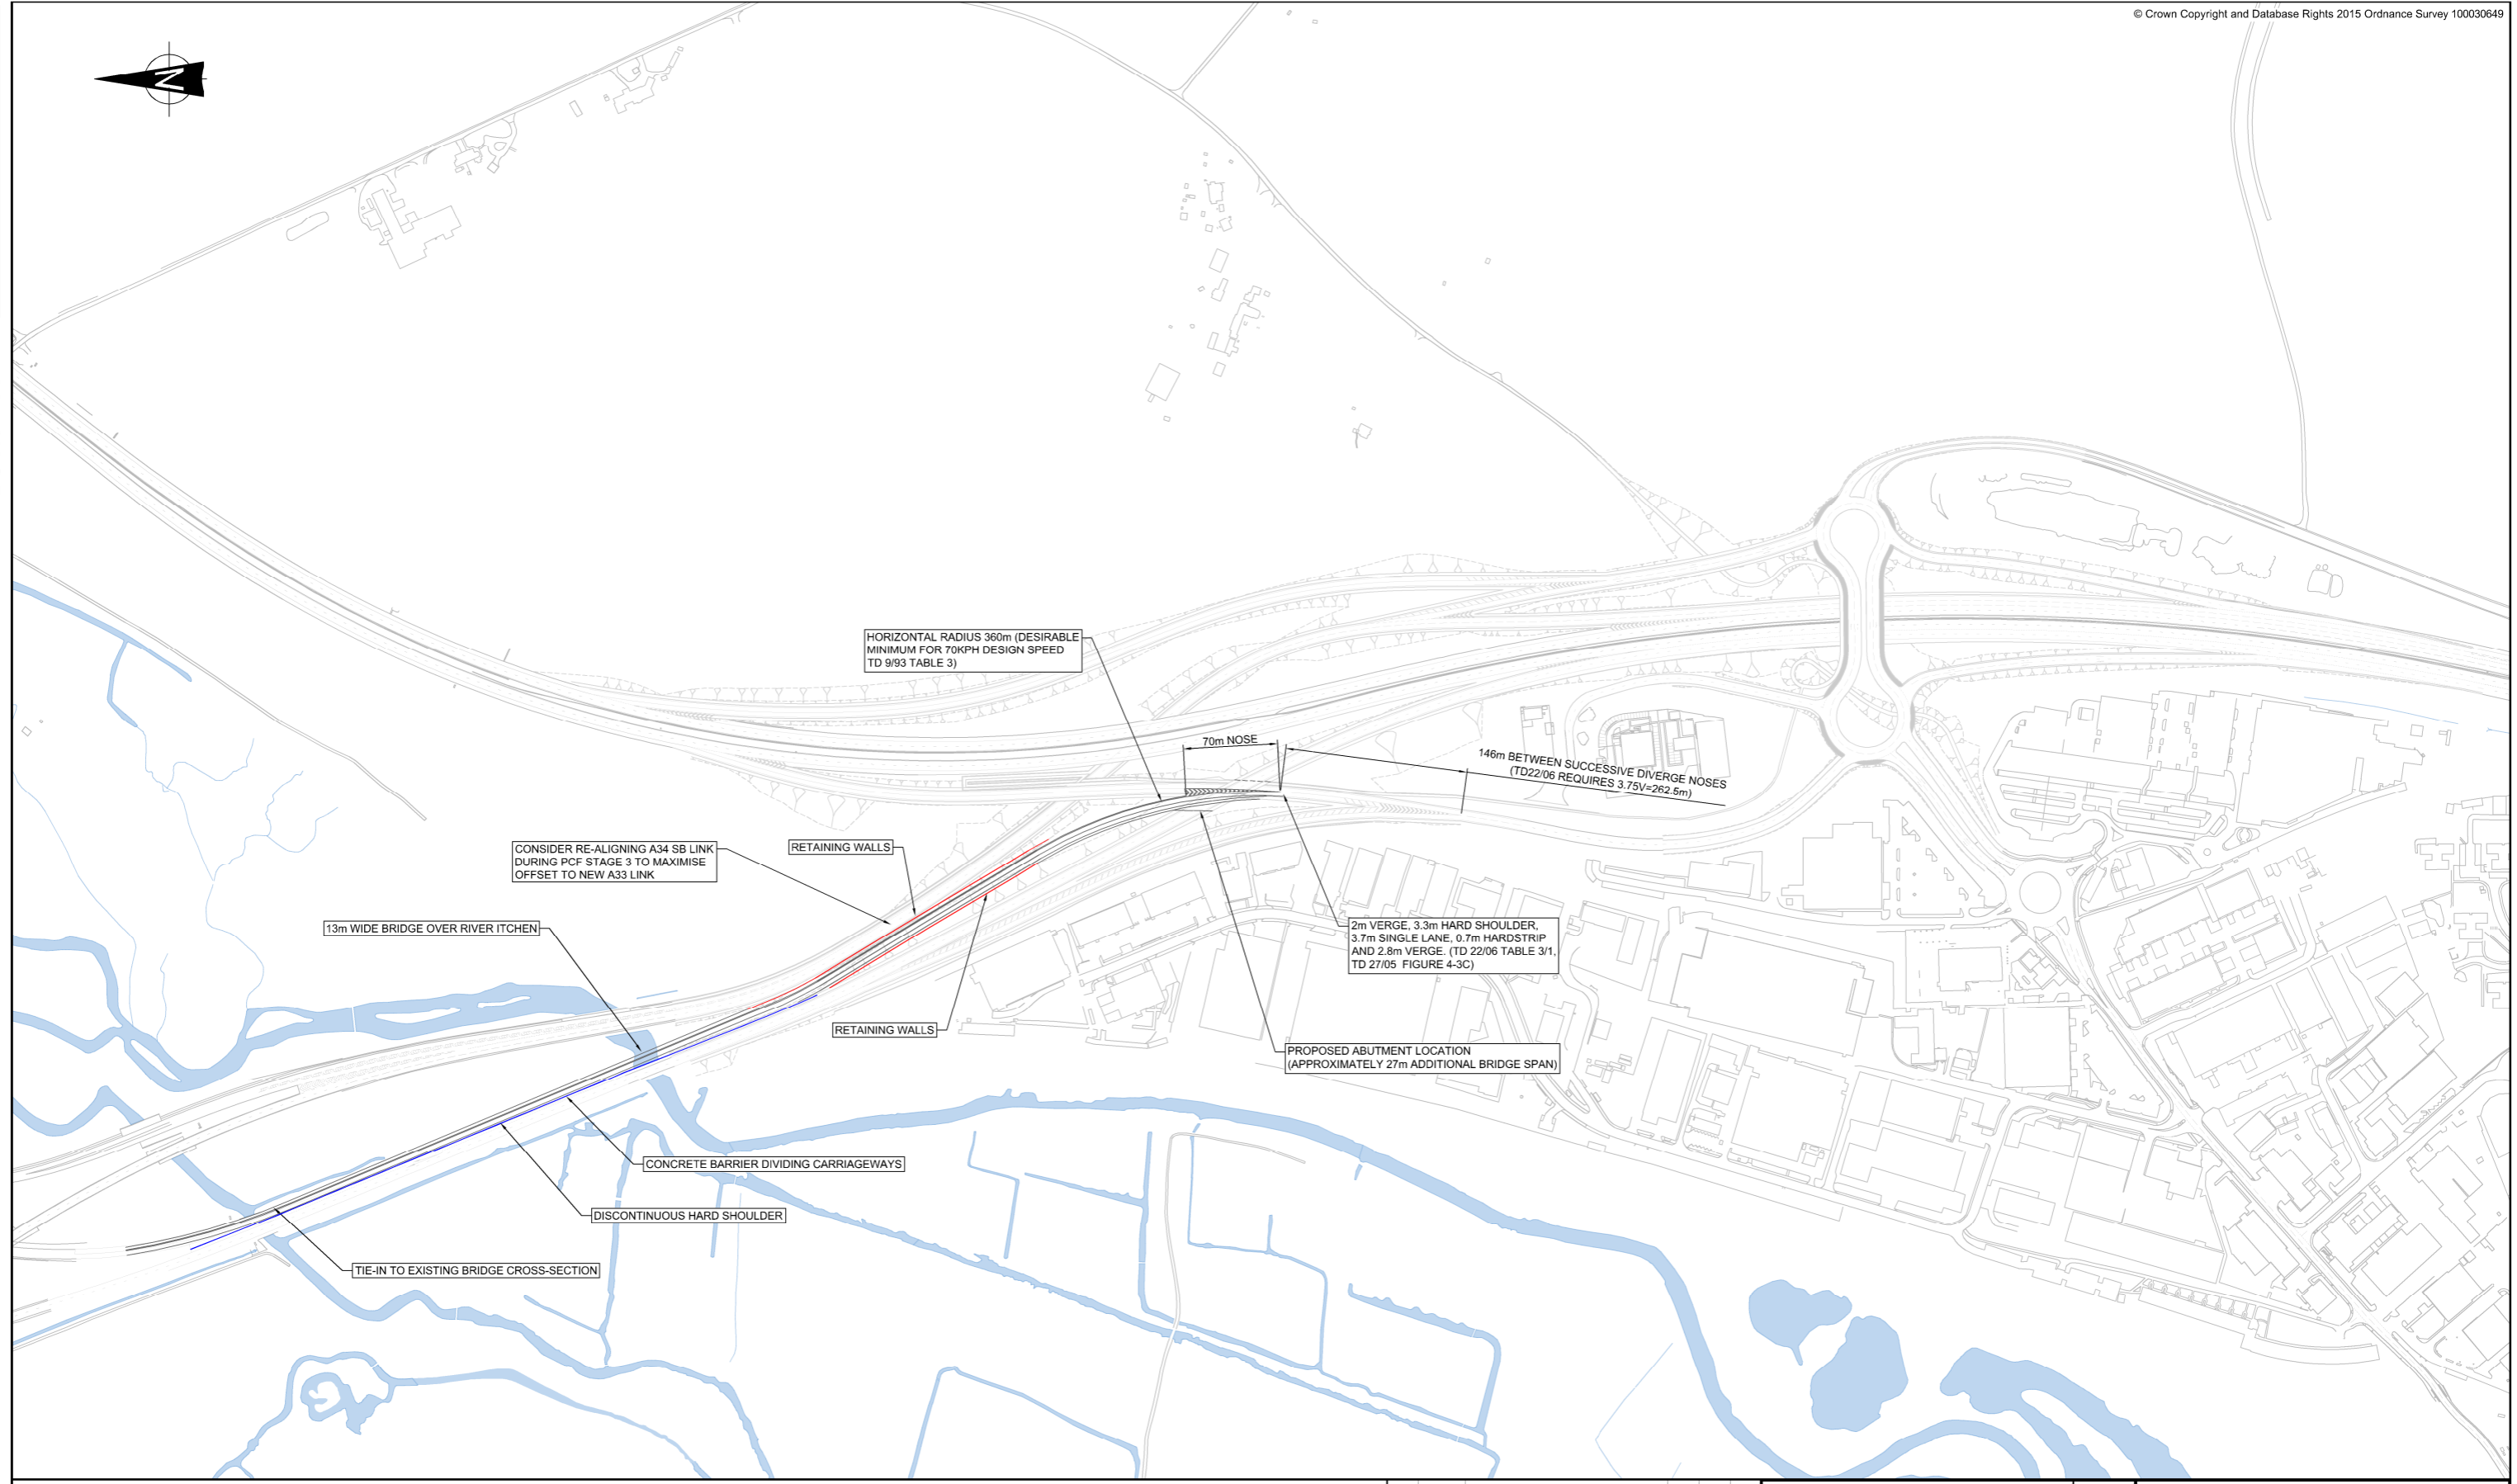 © Crown Copyright and Database Rights 2015 Ordnance Survey 100030649
N
HORIZONTAL RADIUS 360m (DESIRABLE
MINIMUM FOR 70KPH DESIGN SPEED
TD 9/93 TABLE 3)
70m NOSE
146m BETWEEN SUCCESSIVE DIVERGE NOSES
(TD22/06 REQUIRES 3.75V=262.5m)
CONSIDER RE-ALIGNING A34 SB LINK
DURING PCF STAGE 3 TO MAXIMISE
OFFSET TO NEW A33 LINK
RETAINING WALLS
13m WIDE BRIDGE OVER RIVER ITCHEN
2m VERGE, 3.3m HARD SHOULDER,
3.7m SINGLE LANE, 0.7m HARDSTRIP
AND 2.8m VERGE. (TD 22/06 TABLE 3/1,
TD 27/05 FIGURE 4-3C)
RETAINING WALLS
PROPOSED ABUTMENT LOCATION
(APPROXIMATELY 27m ADDITIONAL BRIDGE SPAN)
CONCRETE BARRIER DIVIDING CARRIAGEWAYS
DISCONTINUOUS HARD SHOULDER
TIE-IN TO EXISTING BRIDGE CROSS-SECTION